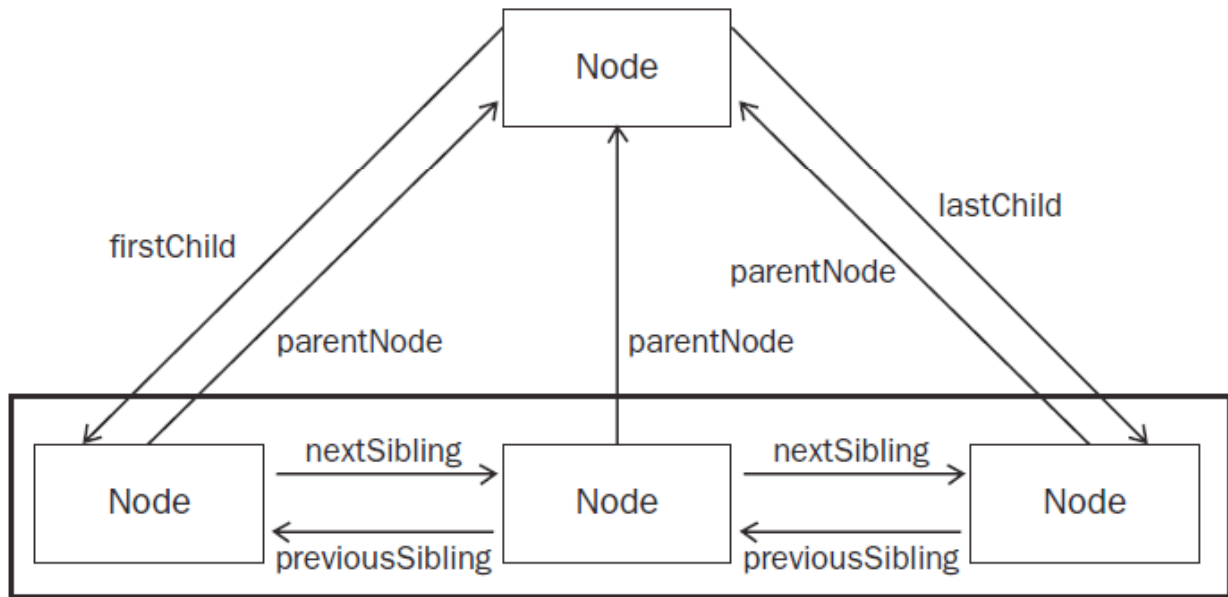 Node
lastChild
firstChild
parentNode
parentNode
parentNode
nextSibling
nextSibling
Node
Node
Node
previousSibling
previousSibling